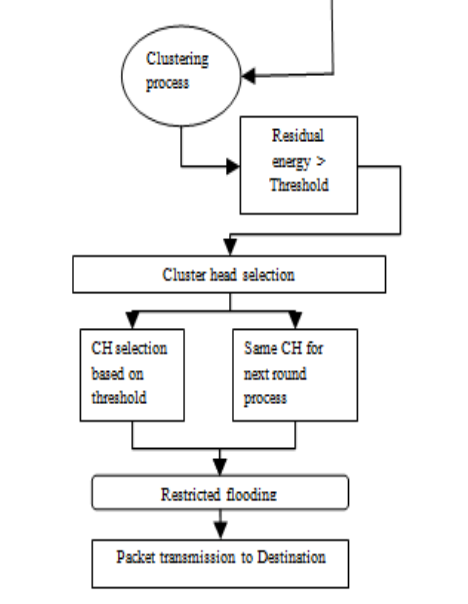 Clustering
process
Residual
energy >
Threshold
Cluster head selection
CH selection
based on
threshold
Same CH for
next round
process
Restricted flooding
Packet transmission to Destination